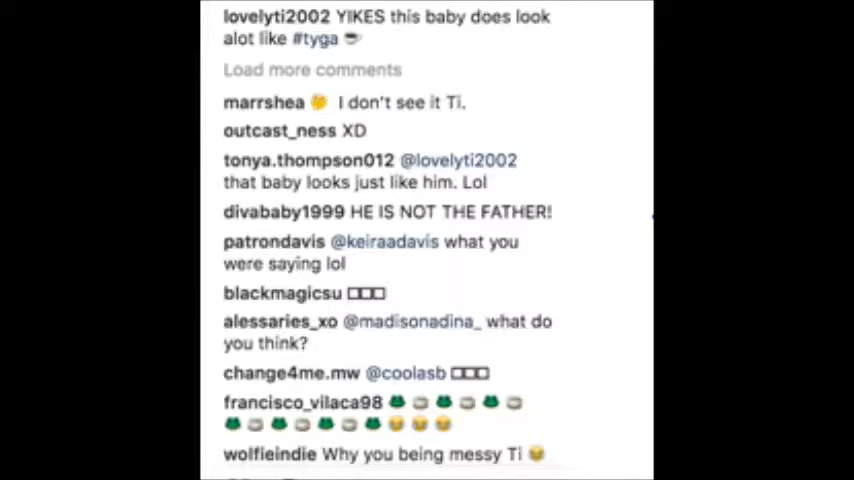 lovelyti2002 YIKES this baby does look
alot like #tyga ☕
Load more comments
marrshea 🤔 I don't see it Ti.
outcast_ness XD
tonya.thompson012 @lovelyti2002
that baby looks just like him. Lol
divababy1999 HE IS NOT THE FATHER!
patrondavis @keiraadavis what you
were saying lol
blackmagicsu □□□
alessaries_xo @madisonadina_ what do
you think?
change4me.mw @coolasb □□□
francisco_vilaca98 🐸☕🐸☕🐸☕
🐸☕🐸☕🐸☕🐸😂😂😂
wolfieindie Why you being messy Ti 😂